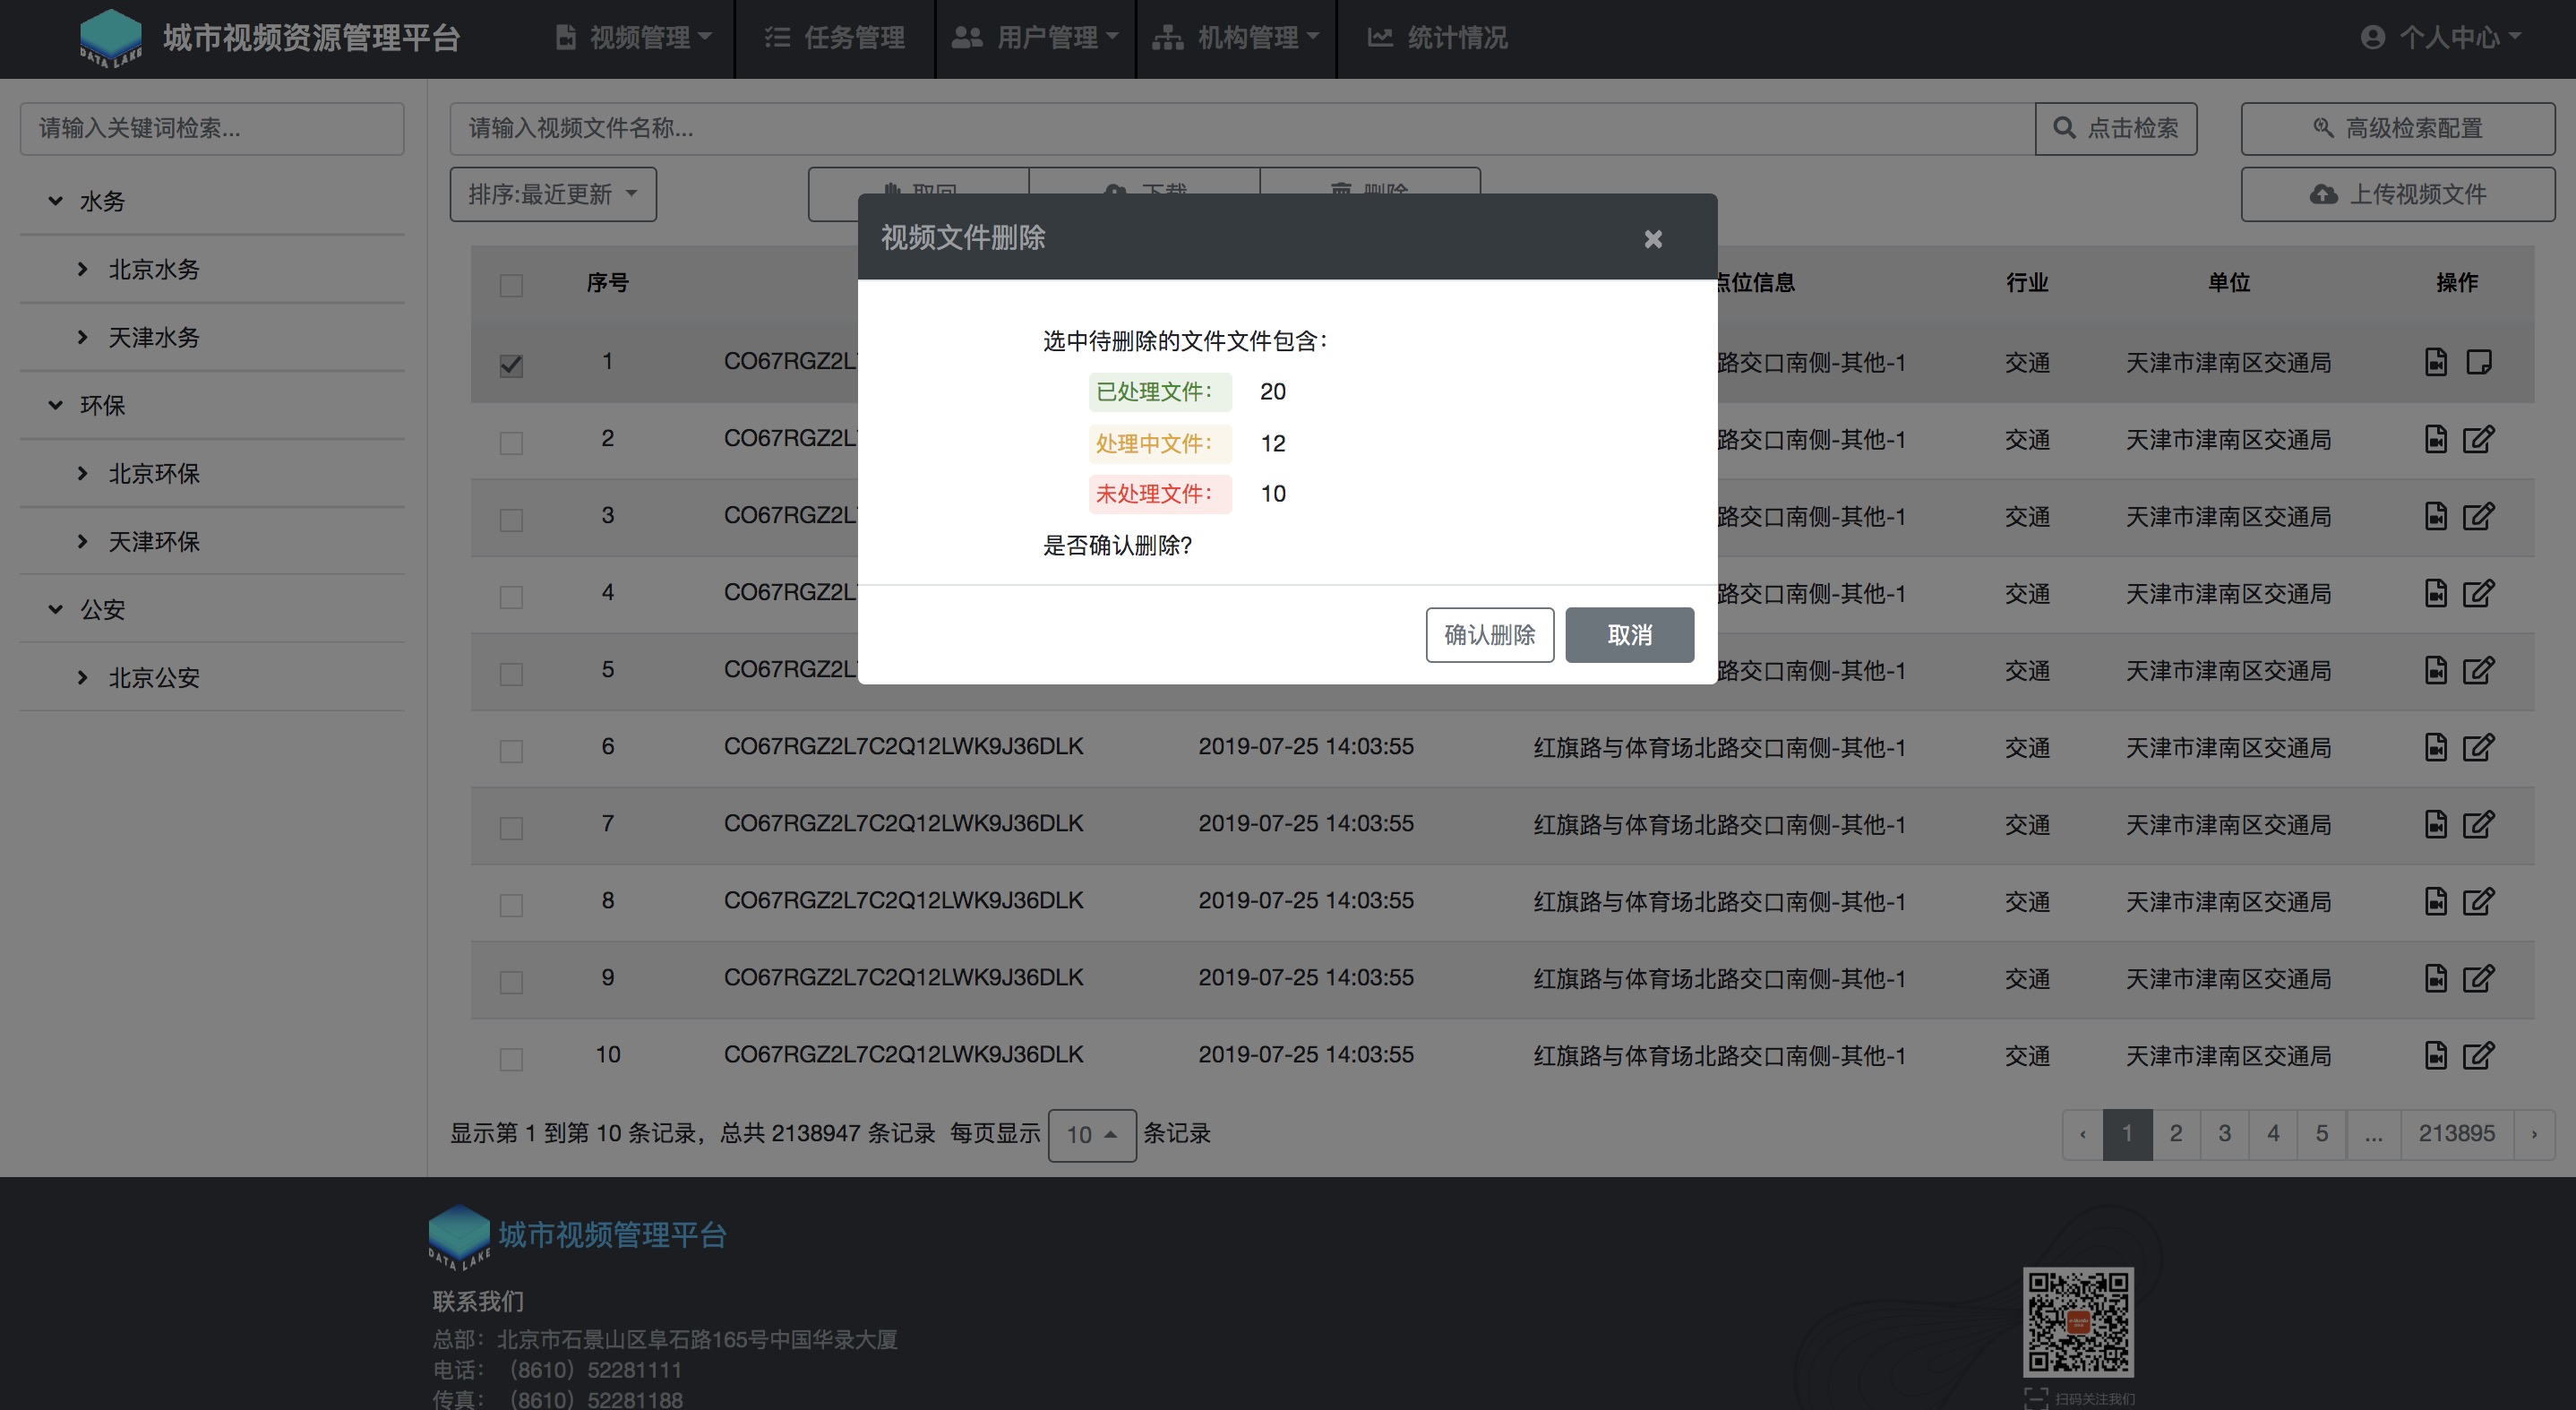 城市视频资源管理平台 视频管理 任务管理 用户管理 机构管理 统计情况 个人中心
DATA LAKE
请输入关键词检索... 请输入视频文件名称... 点击检索 高级检索配置
排序:最近更新 取回 下载 删除 上传视频文件
水务
北京水务
天津水务
环保
北京环保
天津环保
公安
北京公安
视频文件删除
选中待删除的文件文件包含：
已处理文件： 20
处理中文件： 12
未处理文件： 10
是否确认删除?
确认删除 取消
序号 点位信息 行业 单位 操作
1 CO67RGZ2L 路交口南侧-其他-1 交通 天津市津南区交通局
2 CO67RGZ2L 路交口南侧-其他-1 交通 天津市津南区交通局
3 CO67RGZ2L 路交口南侧-其他-1 交通 天津市津南区交通局
4 CO67RGZ2L 路交口南侧-其他-1 交通 天津市津南区交通局
5 CO67RGZ2L 路交口南侧-其他-1 交通 天津市津南区交通局
6 CO67RGZ2L7C2Q12LWK9J36DLK 2019-07-25 14:03:55 红旗路与体育场北路交口南侧-其他-1 交通 天津市津南区交通局
7 CO67RGZ2L7C2Q12LWK9J36DLK 2019-07-25 14:03:55 红旗路与体育场北路交口南侧-其他-1 交通 天津市津南区交通局
8 CO67RGZ2L7C2Q12LWK9J36DLK 2019-07-25 14:03:55 红旗路与体育场北路交口南侧-其他-1 交通 天津市津南区交通局
9 CO67RGZ2L7C2Q12LWK9J36DLK 2019-07-25 14:03:55 红旗路与体育场北路交口南侧-其他-1 交通 天津市津南区交通局
10 CO67RGZ2L7C2Q12LWK9J36DLK 2019-07-25 14:03:55 红旗路与体育场北路交口南侧-其他-1 交通 天津市津南区交通局
显示第 1 到第 10 条记录，总共 2138947 条记录 每页显示 10 条记录 ‹ 1 2 3 4 5 ... 213895 ›
城市视频管理平台
DATA LAKE
联系我们
总部：北京市石景山区阜石路165号中国华录大厦
电话：（8610）52281111
传真：（8610）52281188
扫码关注我们